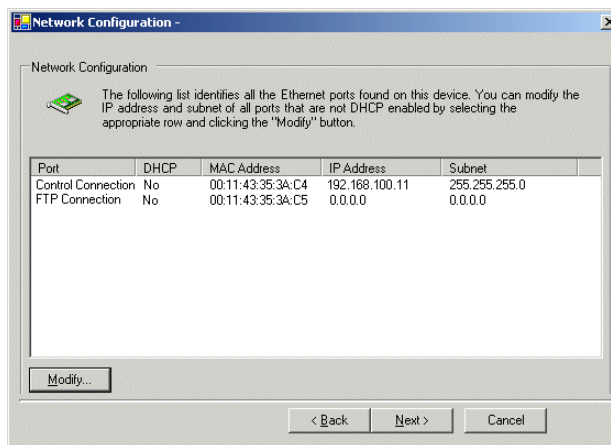 Network Configuration -
Network Configuration
The following list identifies all the Ethernet ports found on this device. You can modify the
IP address and subnet of all ports that are not DHCP enabled by selecting the
appropriate row and clicking the "Modify" button.
Port DHCP MAC Address IP Address Subnet
Control Connection No 00:11:43:35:3A:C4 192.168.100.11 255.255.255.0
FTP Connection No 00:11:43:35:3A:C5 0.0.0.0 0.0.0.0
Modify...
< Back Next > Cancel